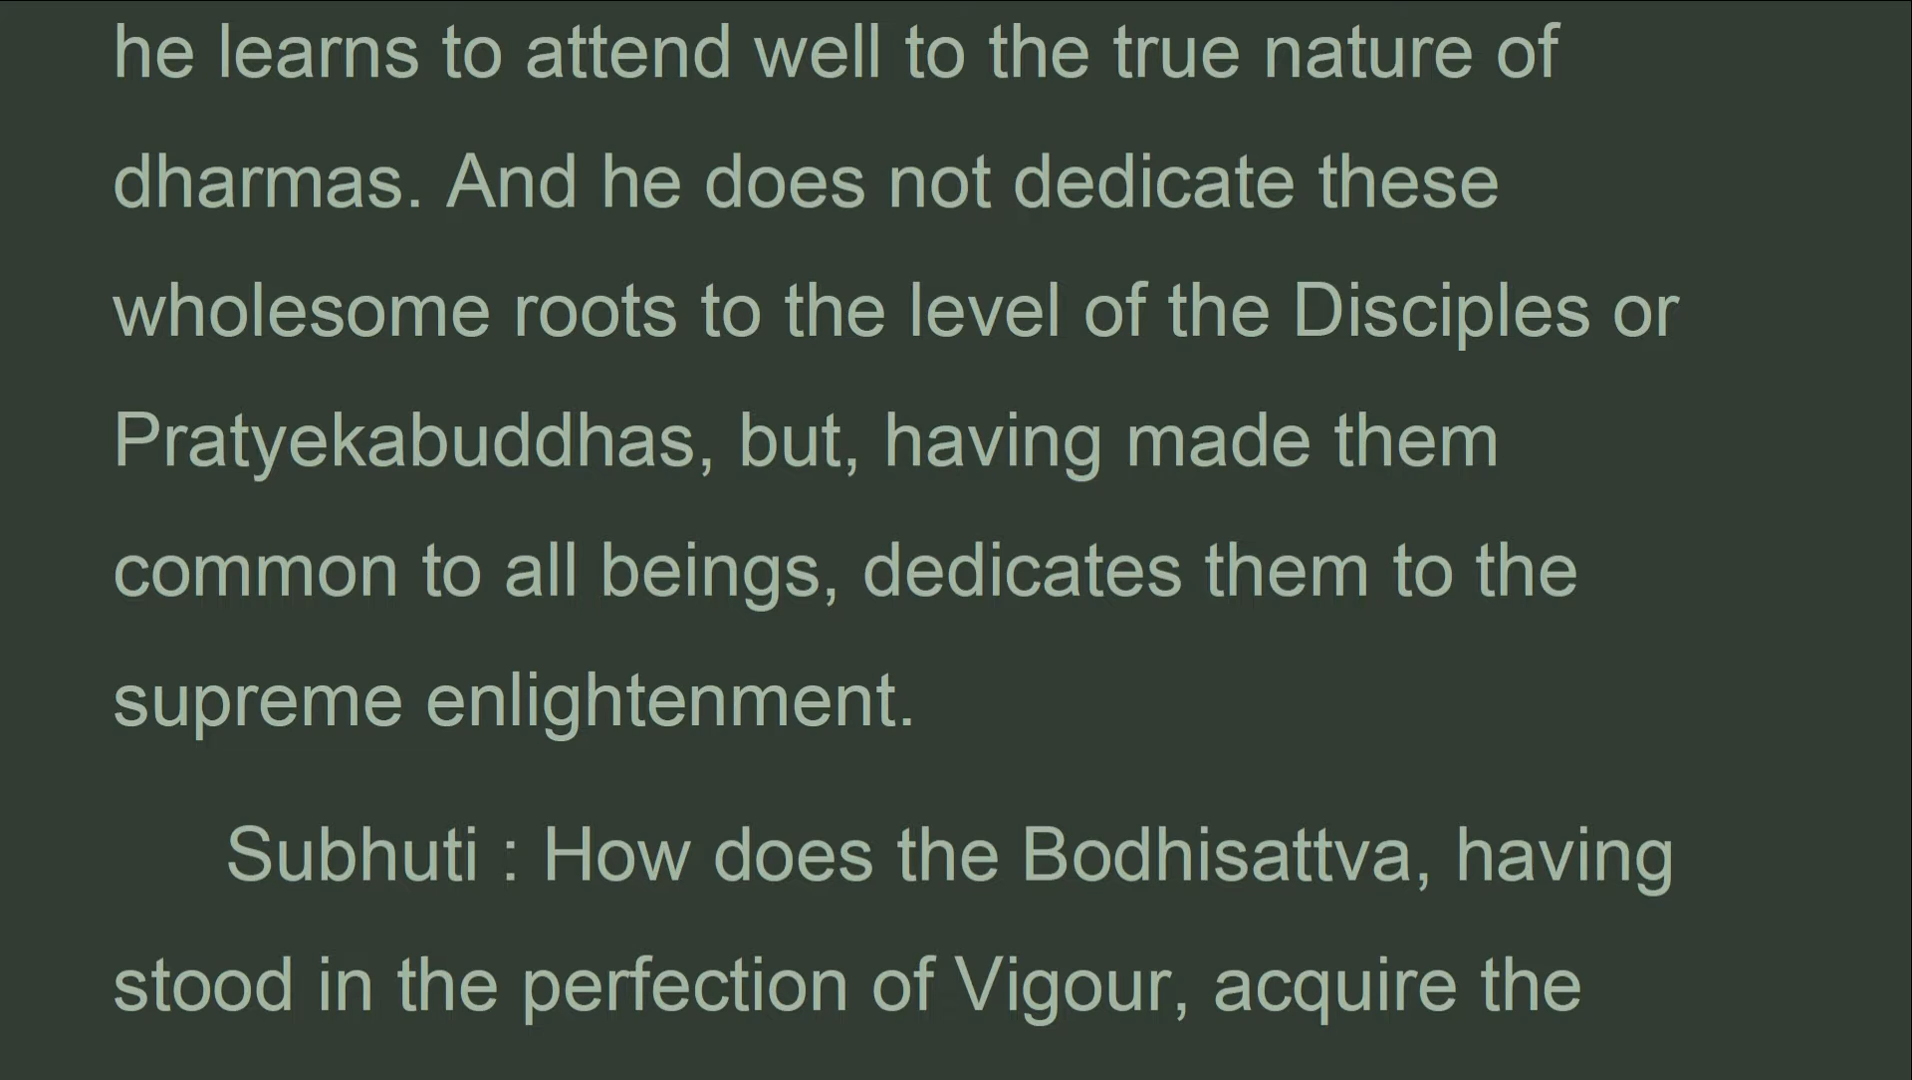 he learns to attend well to the true nature of
dharmas. And he does not dedicate these
wholesome roots to the level of the Disciples or
Pratyekabuddhas, but, having made them
common to all beings, dedicates them to the
supreme enlightenment.
Subhuti : How does the Bodhisattva, having
stood in the perfection of Vigour, acquire the